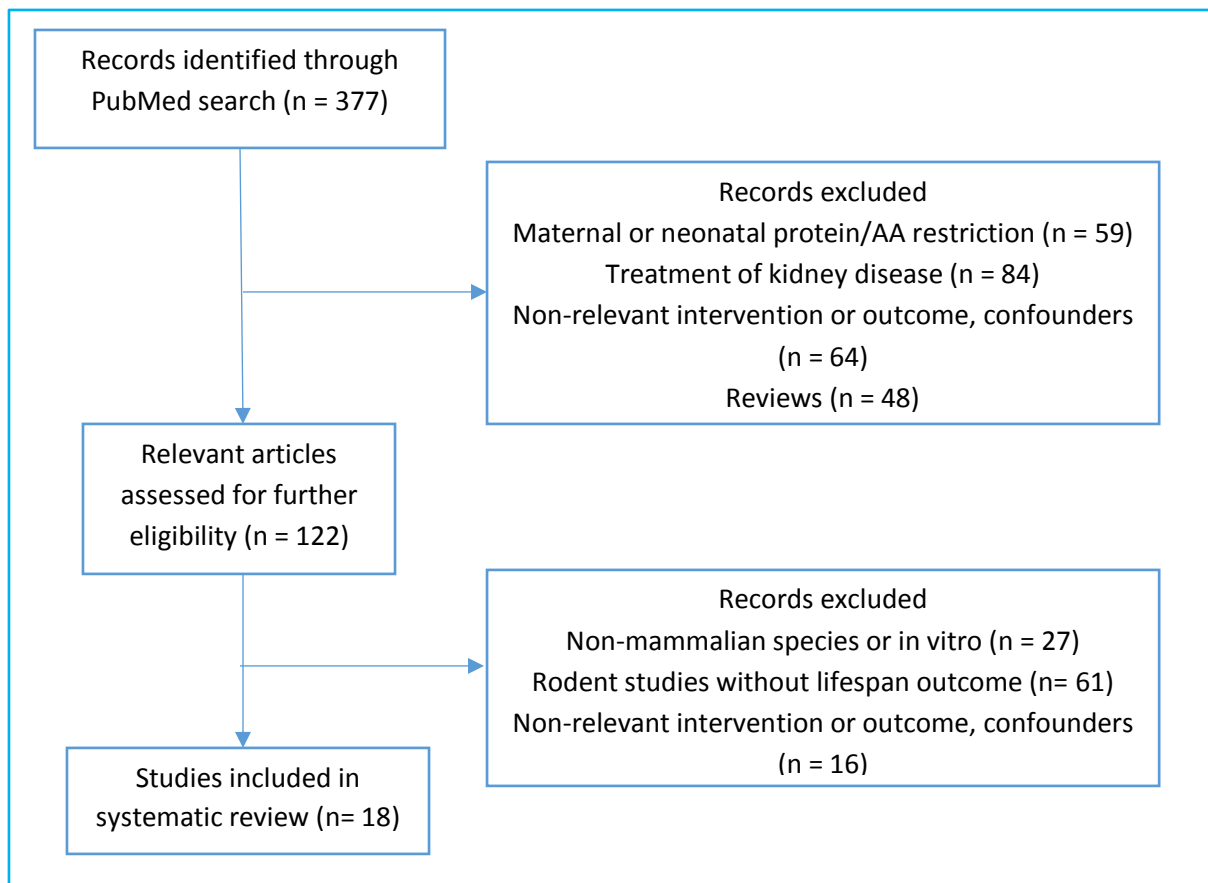 Records identified through
PubMed search (n = 377)
Records excluded
Maternal or neonatal protein/AA restriction (n = 59)
Treatment of kidney disease (n = 84)
Non-relevant intervention or outcome, confounders
(n = 64)
Reviews (n = 48)
Relevant articles
assessed for further
eligibility (n = 122)
Records excluded
Non-mammalian species or in vitro (n = 27)
Rodent studies without lifespan outcome (n= 61)
Non-relevant intervention or outcome, confounders
(n = 16)
Studies included in
systematic review (n= 18)